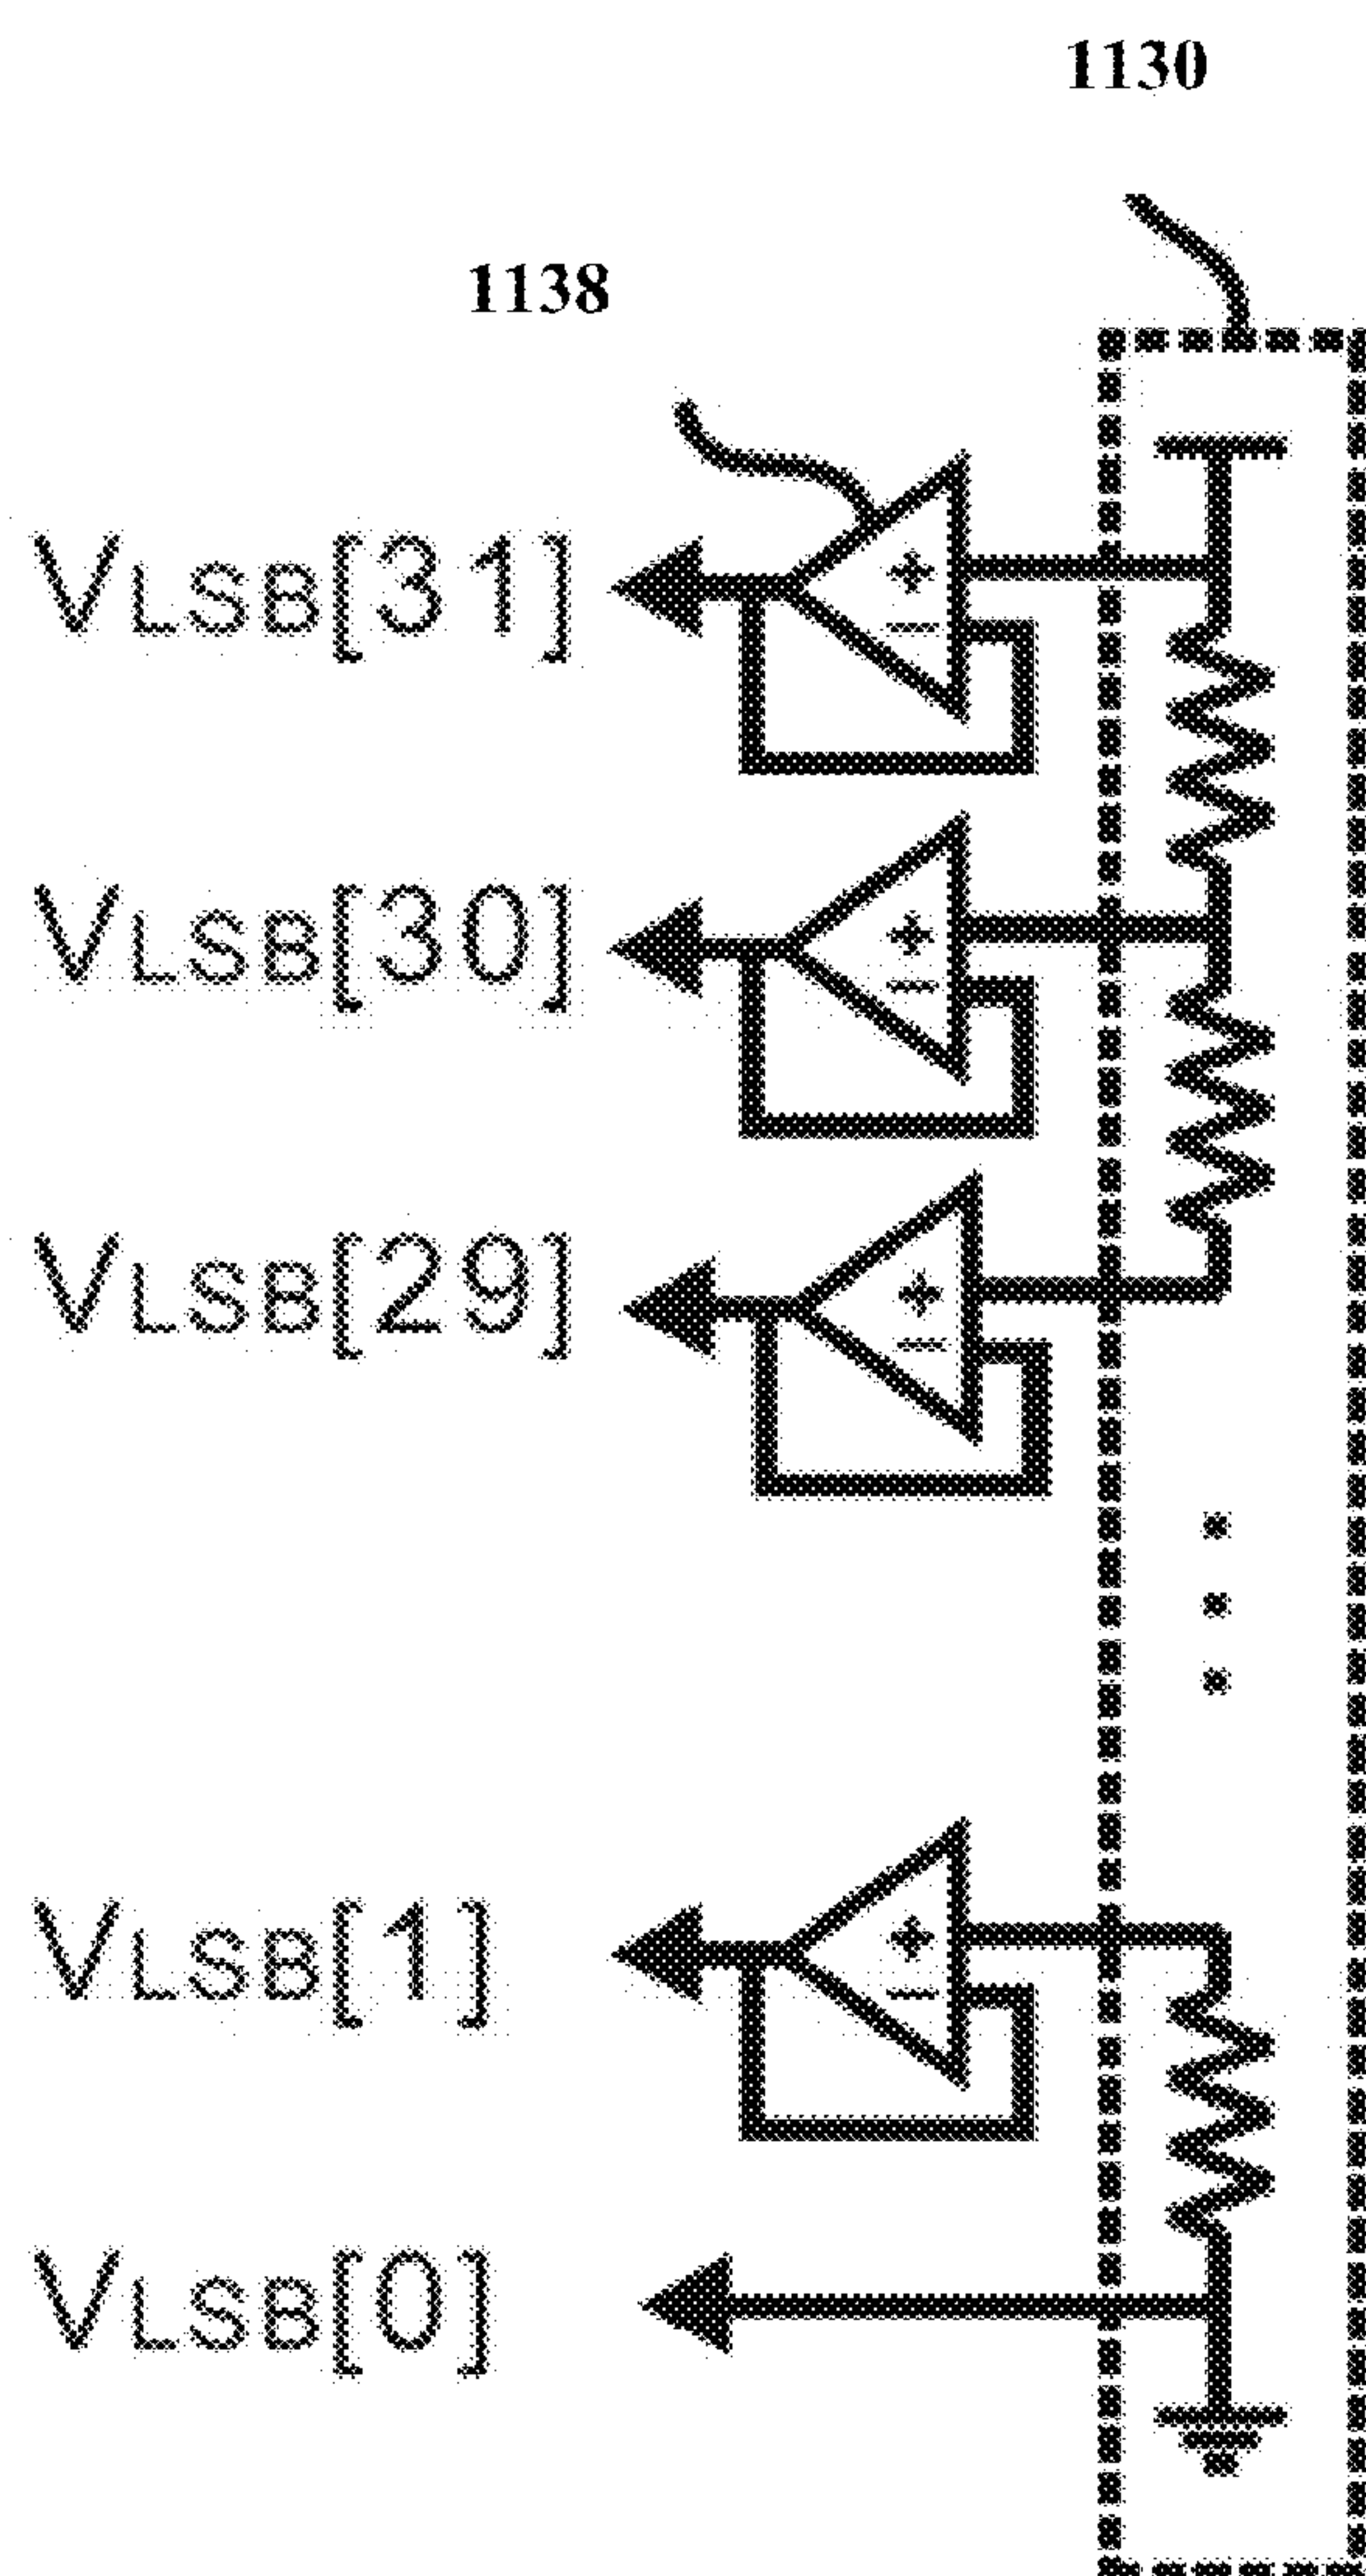 1130
1138
VLSB[31]
+
−
VLSB[30]
+
−
VLSB[29]
+
−
VLSB[1]
+
−
VLSB[0]